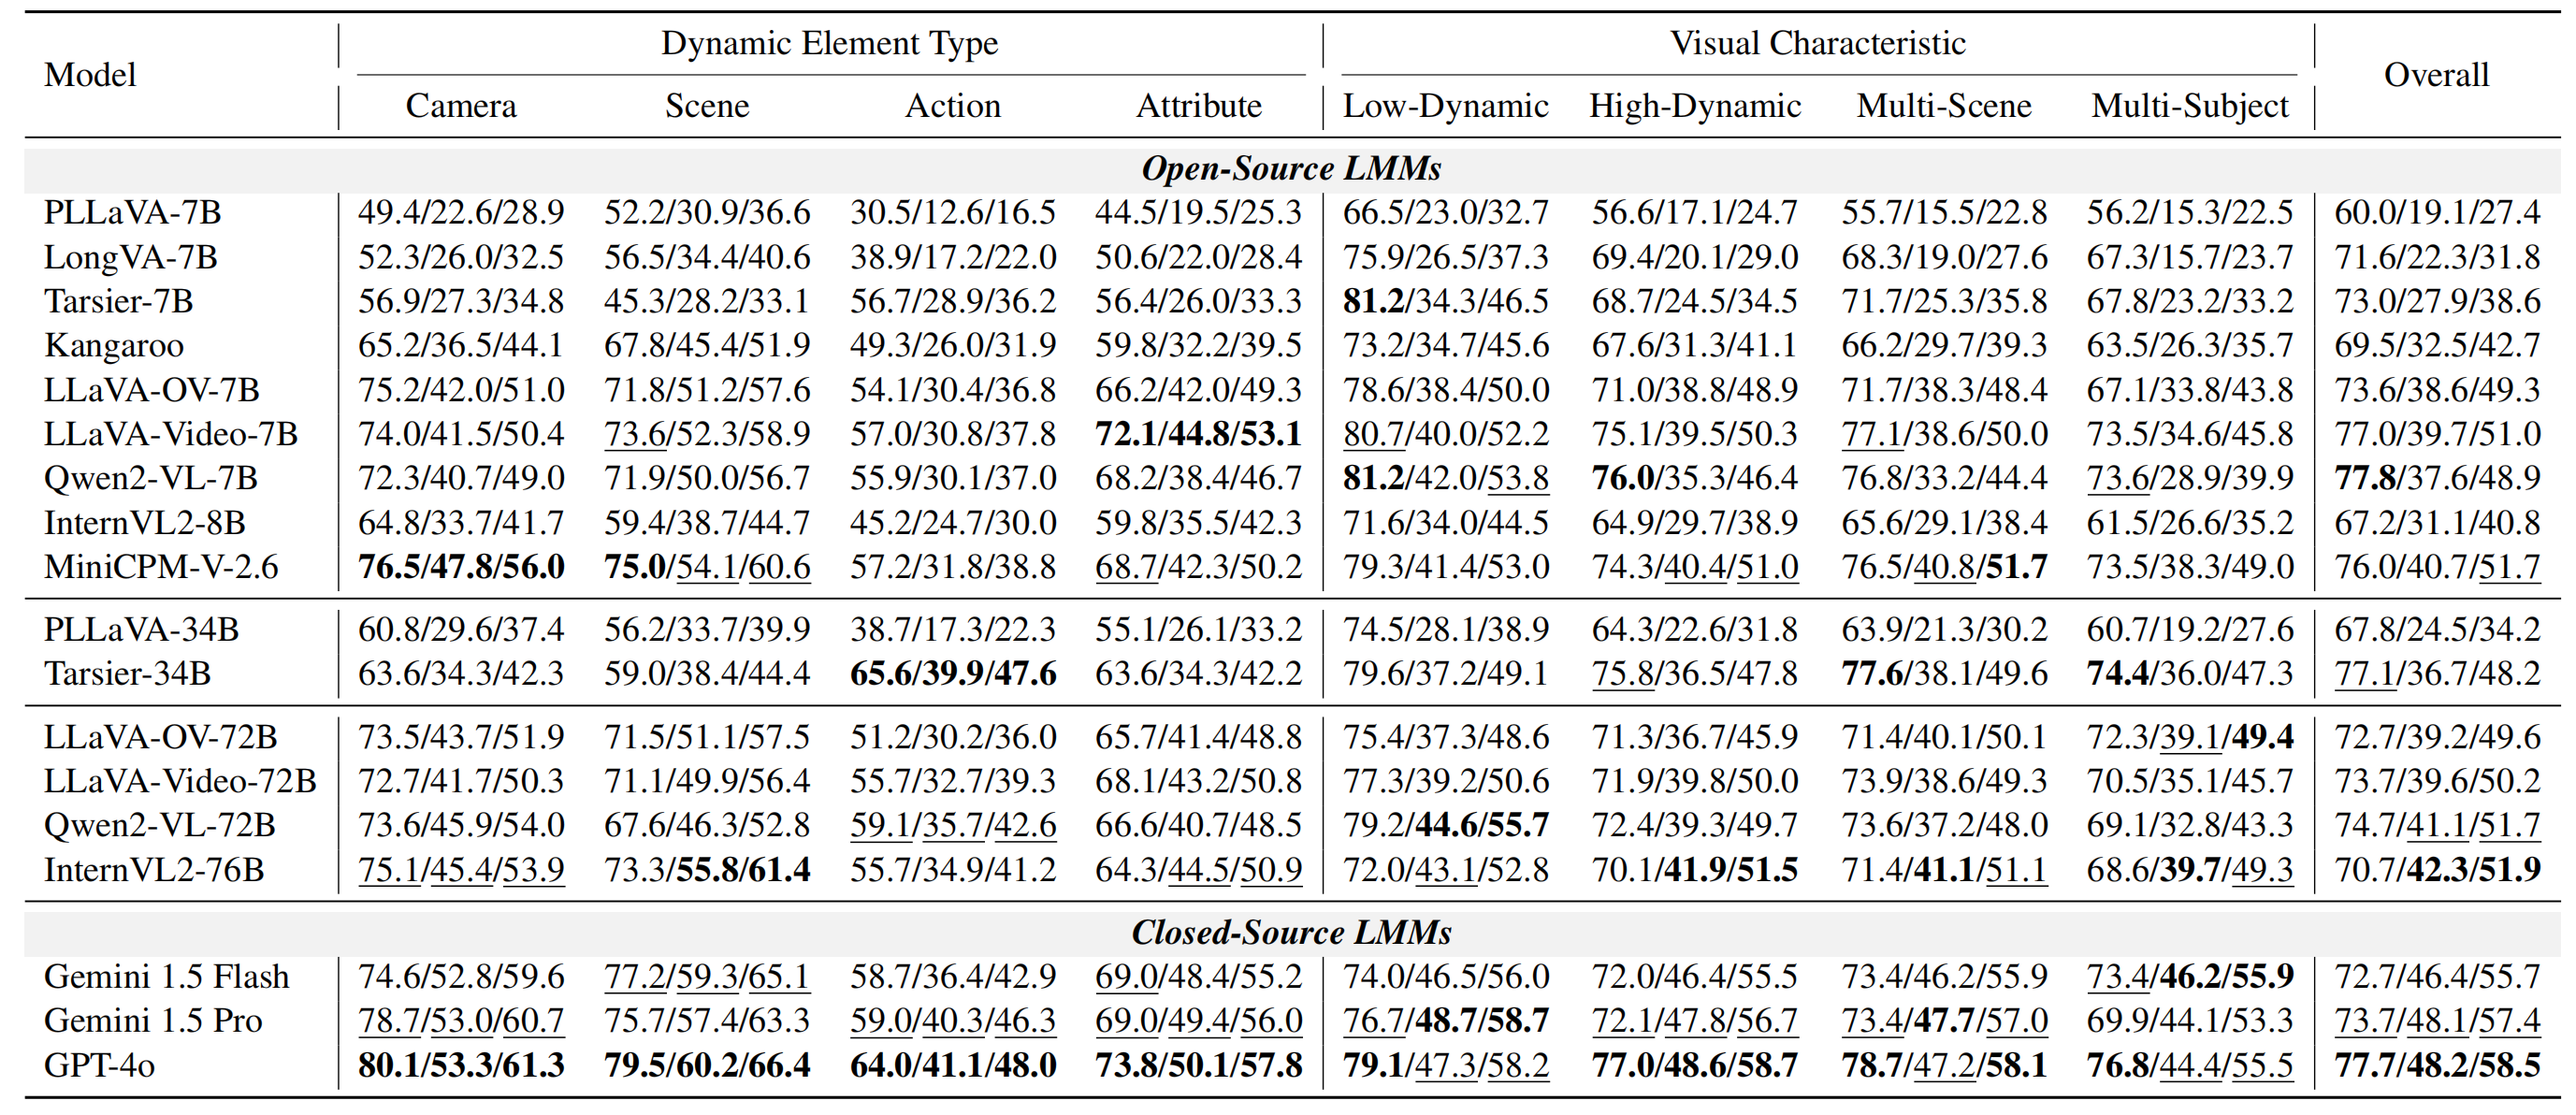 Model Dynamic Element Type Visual Characteristic Overall
Camera Scene Action Attribute Low-Dynamic High-Dynamic Multi-Scene Multi-Subject
Open-Source LMMs
PLLaVA-7B 49.4/22.6/28.9 52.2/30.9/36.6 30.5/12.6/16.5 44.5/19.5/25.3 66.5/23.0/32.7 56.6/17.1/24.7 55.7/15.5/22.8 56.2/15.3/22.5 60.0/19.1/27.4
LongVA-7B 52.3/26.0/32.5 56.5/34.4/40.6 38.9/17.2/22.0 50.6/22.0/28.4 75.9/26.5/37.3 69.4/20.1/29.0 68.3/19.0/27.6 67.3/15.7/23.7 71.6/22.3/31.8
Tarsier-7B 56.9/27.3/34.8 45.3/28.2/33.1 56.7/28.9/36.2 56.4/26.0/33.3 81.2/34.3/46.5 68.7/24.5/34.5 71.7/25.3/35.8 67.8/23.2/33.2 73.0/27.9/38.6
Kangaroo 65.2/36.5/44.1 67.8/45.4/51.9 49.3/26.0/31.9 59.8/32.2/39.5 73.2/34.7/45.6 67.6/31.3/41.1 66.2/29.7/39.3 63.5/26.3/35.7 69.5/32.5/42.7
LLaVA-OV-7B 75.2/42.0/51.0 71.8/51.2/57.6 54.1/30.4/36.8 66.2/42.0/49.3 78.6/38.4/50.0 71.0/38.8/48.9 71.7/38.3/48.4 67.1/33.8/43.8 73.6/38.6/49.3
LLaVA-Video-7B 74.0/41.5/50.4 73.6/52.3/58.9 57.0/30.8/37.8 72.1/44.8/53.1 80.7/40.0/52.2 75.1/39.5/50.3 77.1/38.6/50.0 73.5/34.6/45.8 77.0/39.7/51.0
Qwen2-VL-7B 72.3/40.7/49.0 71.9/50.0/56.7 55.9/30.1/37.0 68.2/38.4/46.7 81.2/42.0/53.8 76.0/35.3/46.4 76.8/33.2/44.4 73.6/28.9/39.9 77.8/37.6/48.9
InternVL2-8B 64.8/33.7/41.7 59.4/38.7/44.7 45.2/24.7/30.0 59.8/35.5/42.3 71.6/34.0/44.5 64.9/29.7/38.9 65.6/29.1/38.4 61.5/26.6/35.2 67.2/31.1/40.8
MiniCPM-V-2.6 76.5/47.8/56.0 75.0/54.1/60.6 57.2/31.8/38.8 68.7/42.3/50.2 79.3/41.4/53.0 74.3/40.4/51.0 76.5/40.8/51.7 73.5/38.3/49.0 76.0/40.7/51.7
PLLaVA-34B 60.8/29.6/37.4 56.2/33.7/39.9 38.7/17.3/22.3 55.1/26.1/33.2 74.5/28.1/38.9 64.3/22.6/31.8 63.9/21.3/30.2 60.7/19.2/27.6 67.8/24.5/34.2
Tarsier-34B 63.6/34.3/42.3 59.0/38.4/44.4 65.6/39.9/47.6 63.6/34.3/42.2 79.6/37.2/49.1 75.8/36.5/47.8 77.6/38.1/49.6 74.4/36.0/47.3 77.1/36.7/48.2
LLaVA-OV-72B 73.5/43.7/51.9 71.5/51.1/57.5 51.2/30.2/36.0 65.7/41.4/48.8 75.4/37.3/48.6 71.3/36.7/45.9 71.4/40.1/50.1 72.3/39.1/49.4 72.7/39.2/49.6
LLaVA-Video-72B 72.7/41.7/50.3 71.1/49.9/56.4 55.7/32.7/39.3 68.1/43.2/50.8 77.3/39.2/50.6 71.9/39.8/50.0 73.9/38.6/49.3 70.5/35.1/45.7 73.7/39.6/50.2
Qwen2-VL-72B 73.6/45.9/54.0 67.6/46.3/52.8 59.1/35.7/42.6 66.6/40.7/48.5 79.2/44.6/55.7 72.4/39.3/49.7 73.6/37.2/48.0 69.1/32.8/43.3 74.7/41.1/51.7
InternVL2-76B 75.1/45.4/53.9 73.3/55.8/61.4 55.7/34.9/41.2 64.3/44.5/50.9 72.0/43.1/52.8 70.1/41.9/51.5 71.4/41.1/51.1 68.6/39.7/49.3 70.7/42.3/51.9
Closed-Source LMMs
Gemini 1.5 Flash 74.6/52.8/59.6 77.2/59.3/65.1 58.7/36.4/42.9 69.0/48.4/55.2 74.0/46.5/56.0 72.0/46.4/55.5 73.4/46.2/55.9 73.4/46.2/55.9 72.7/46.4/55.7
Gemini 1.5 Pro 78.7/53.0/60.7 75.7/57.4/63.3 59.0/40.3/46.3 69.0/49.4/56.0 76.7/48.7/58.7 72.1/47.8/56.7 73.4/47.7/57.0 69.9/44.1/53.3 73.7/48.1/57.4
GPT-4o 80.1/53.3/61.3 79.5/60.2/66.4 64.0/41.1/48.0 73.8/50.1/57.8 79.1/47.3/58.2 77.0/48.6/58.7 78.7/47.2/58.1 76.8/44.4/55.5 77.7/48.2/58.5